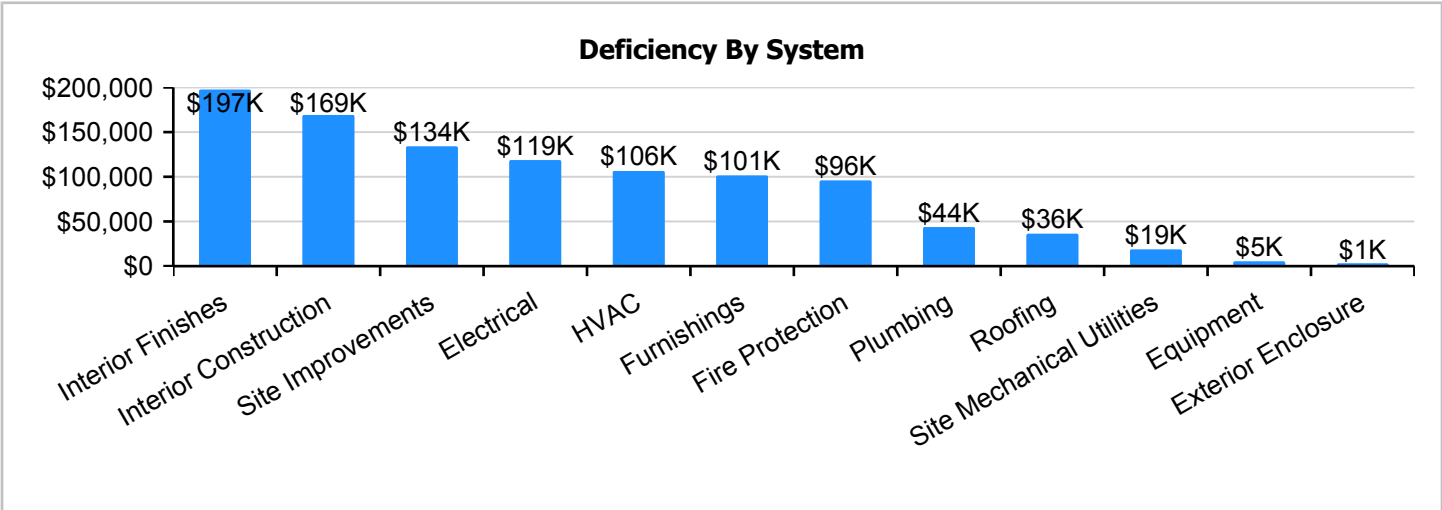 Deficiency By System
$200,000
$150,000
$100,000
$50,000
$0
$197K
$169K
$134K
$119K
$106K
$101K
$96K
$44K
$36K
$19K
$5K
$1K
Interior Finishes
Interior Construction
Site Improvements
Electrical
HVAC
Furnishings
Fire Protection
Plumbing
Roofing
Site Mechanical Utilities
Equipment
Exterior Enclosure